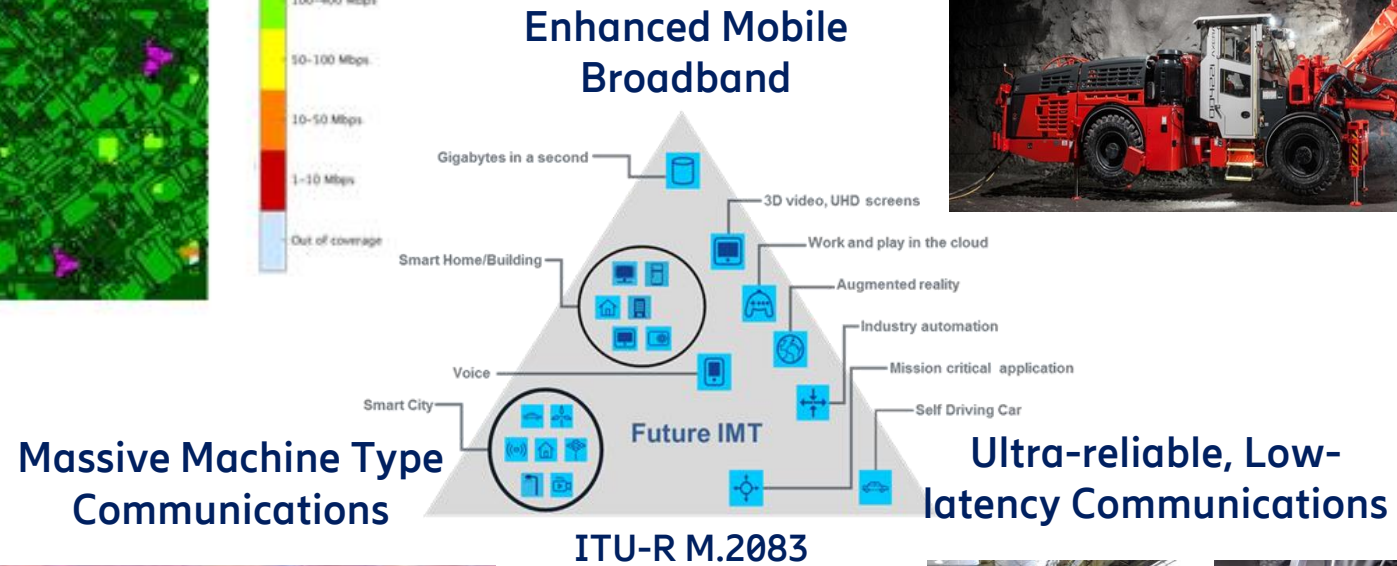 Enhanced Mobile
Broadband
50-100 Mbps
10-50 Mbps
1-10 Mbps
Out of coverage
Gigabytes in a second
3D video, UHD screens
Work and play in the cloud
Smart Home/Building
Augmented reality
Industry automation
Voice
Mission critical application
Smart City
Self Driving Car
Future IMT
Massive Machine Type
Communications
Ultra-reliable, Low-
latency Communications
ITU-R M.2083